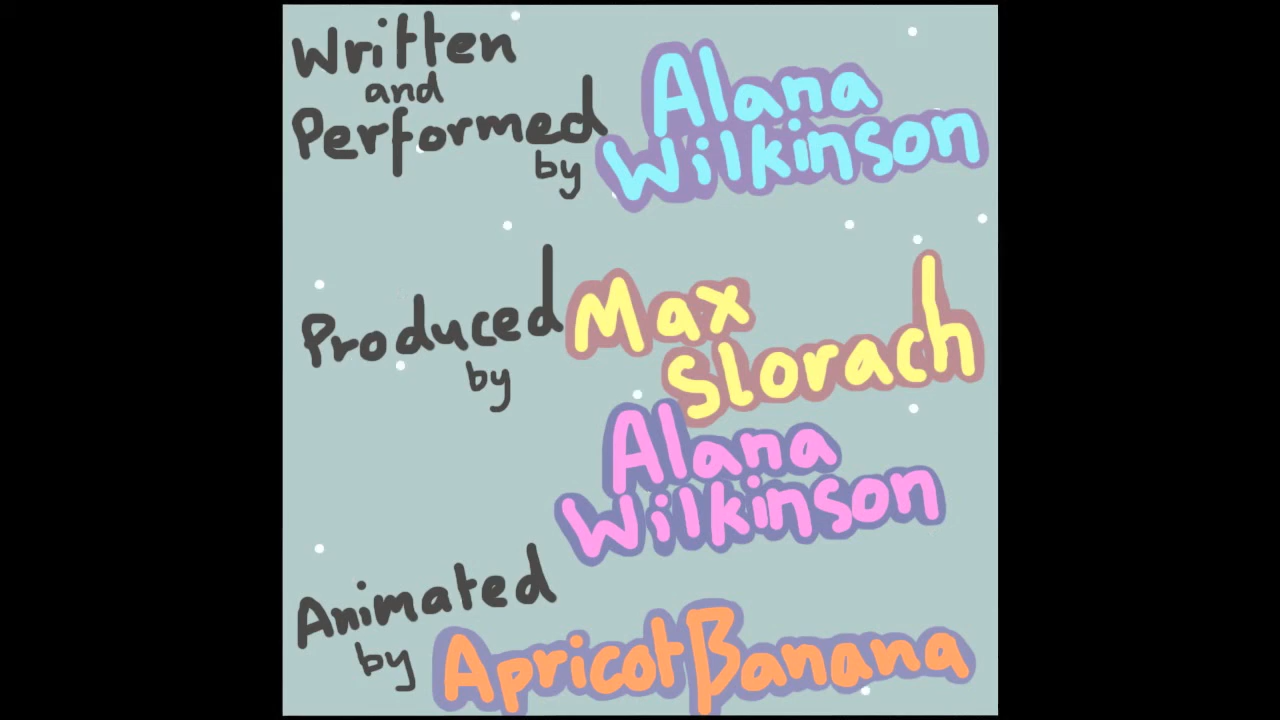 Written
and
Performed
by
Alana
Wilkinson
Produced
by
Max
Slorach
Alana
Wilkinson
Animated
by
ApricotBanana